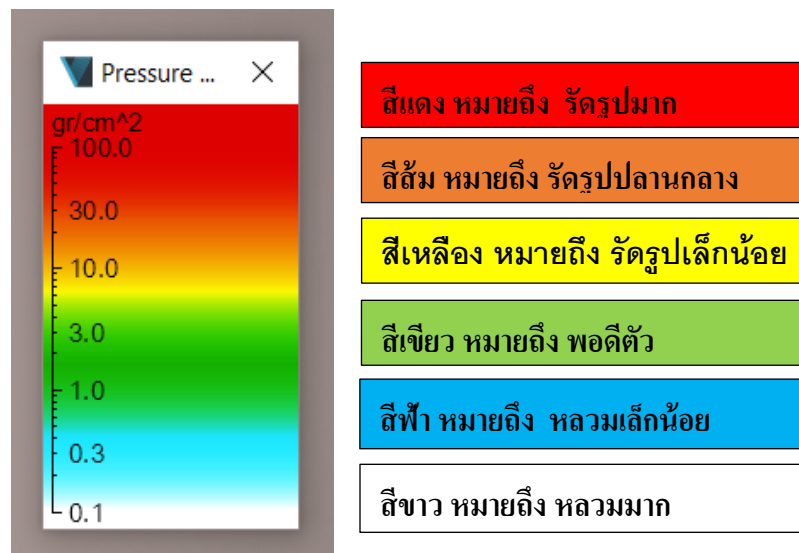 Pressure ...
gr/cm^2
100.0
30.0
10.0
3.0
1.0
0.3
0.1
สีแดง หมายถึง รัดรูปมาก
สีส้ม หมายถึง รัดรูปปลานกลาง
สีเหลือง หมายถึง รัดรูปเล็กน้อย
สีเขียว หมายถึง พอดีตัว
สีฟ้า หมายถึง หลวมเล็กน้อย
สีขาว หมายถึง หลวมมาก